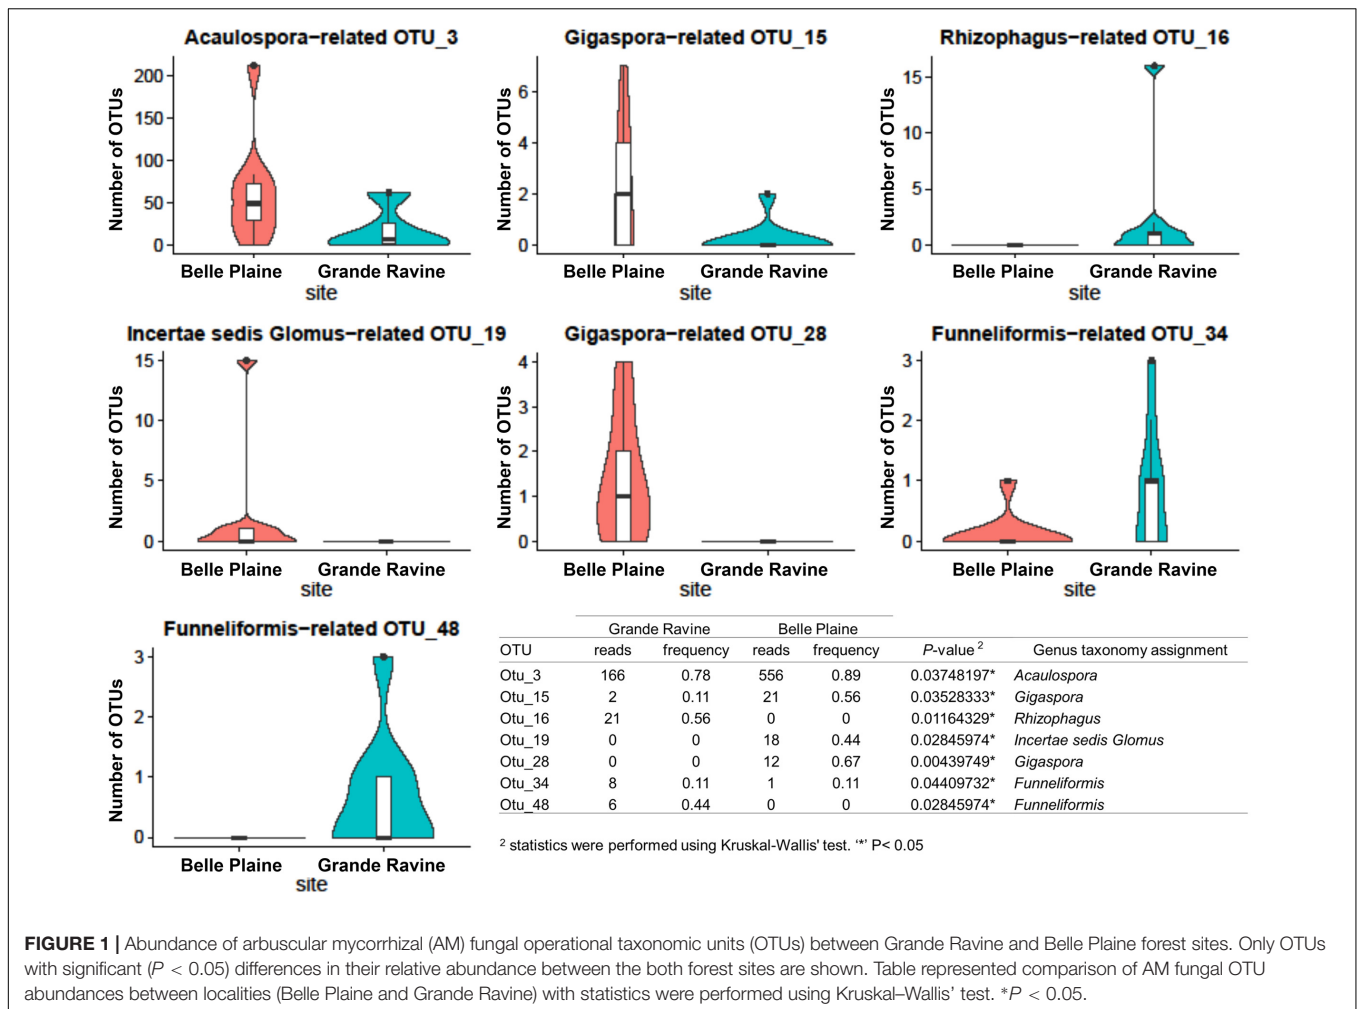 Acaulospora−related OTU_3
Number of OTUs
200
150
100
50
0
Belle Plaine Grande Ravine
site
Gigaspora−related OTU_15
Number of OTUs
6
4
2
0
Belle Plaine Grande Ravine
site
Rhizophagus−related OTU_16
Number of OTUs
15
10
5
0
Belle Plaine Grande Ravine
site
Incertae sedis Glomus−related OTU_19
Number of OTUs
15
10
5
0
Belle Plaine Grande Ravine
site
Gigaspora−related OTU_28
Number of OTUs
4
3
2
1
0
Belle Plaine Grande Ravine
site
Funneliformis−related OTU_34
Number of OTUs
3
2
1
0
Belle Plaine Grande Ravine
site
Funneliformis−related OTU_48
Number of OTUs
3
2
1
0
Belle Plaine Grande Ravine
site
Grande Ravine Belle Plaine
OTU reads frequency reads frequency P-value 2 Genus taxonomy assignment
Otu_3 166 0.78 556 0.89 0.03748197* Acaulospora
Otu_15 2 0.11 21 0.56 0.03528333* Gigaspora
Otu_16 21 0.56 0 0 0.01164329* Rhizophagus
Otu_19 0 0 18 0.44 0.02845974* Incertae sedis Glomus
Otu_28 0 0 12 0.67 0.00439749* Gigaspora
Otu_34 8 0.11 1 0.11 0.04409732* Funneliformis
Otu_48 6 0.44 0 0 0.02845974* Funneliformis
2 statistics were performed using Kruskal-Wallis' test. ‘*’ P< 0.05
FIGURE 1 | Abundance of arbuscular mycorrhizal (AM) fungal operational taxonomic units (OTUs) between Grande Ravine and Belle Plaine forest sites. Only OTUs
with significant (P < 0.05) differences in their relative abundance between the both forest sites are shown. Table represented comparison of AM fungal OTU
abundances between localities (Belle Plaine and Grande Ravine) with statistics were performed using Kruskal–Wallis’ test. *P < 0.05.